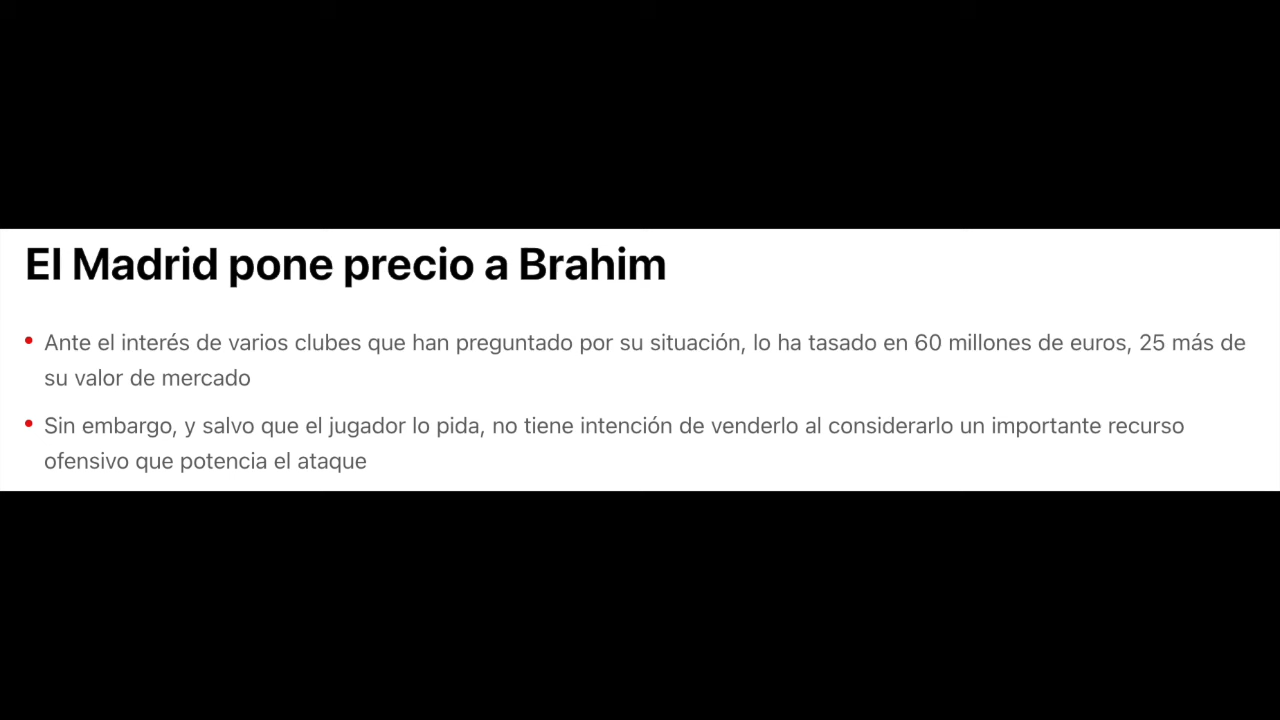 El Madrid pone precio a Brahim
• Ante el interés de varios clubes que han preguntado por su situación, lo ha tasado en 60 millones de euros, 25 más de
su valor de mercado
• Sin embargo, y salvo que el jugador lo pida, no tiene intención de venderlo al considerarlo un importante recurso
ofensivo que potencia el ataque